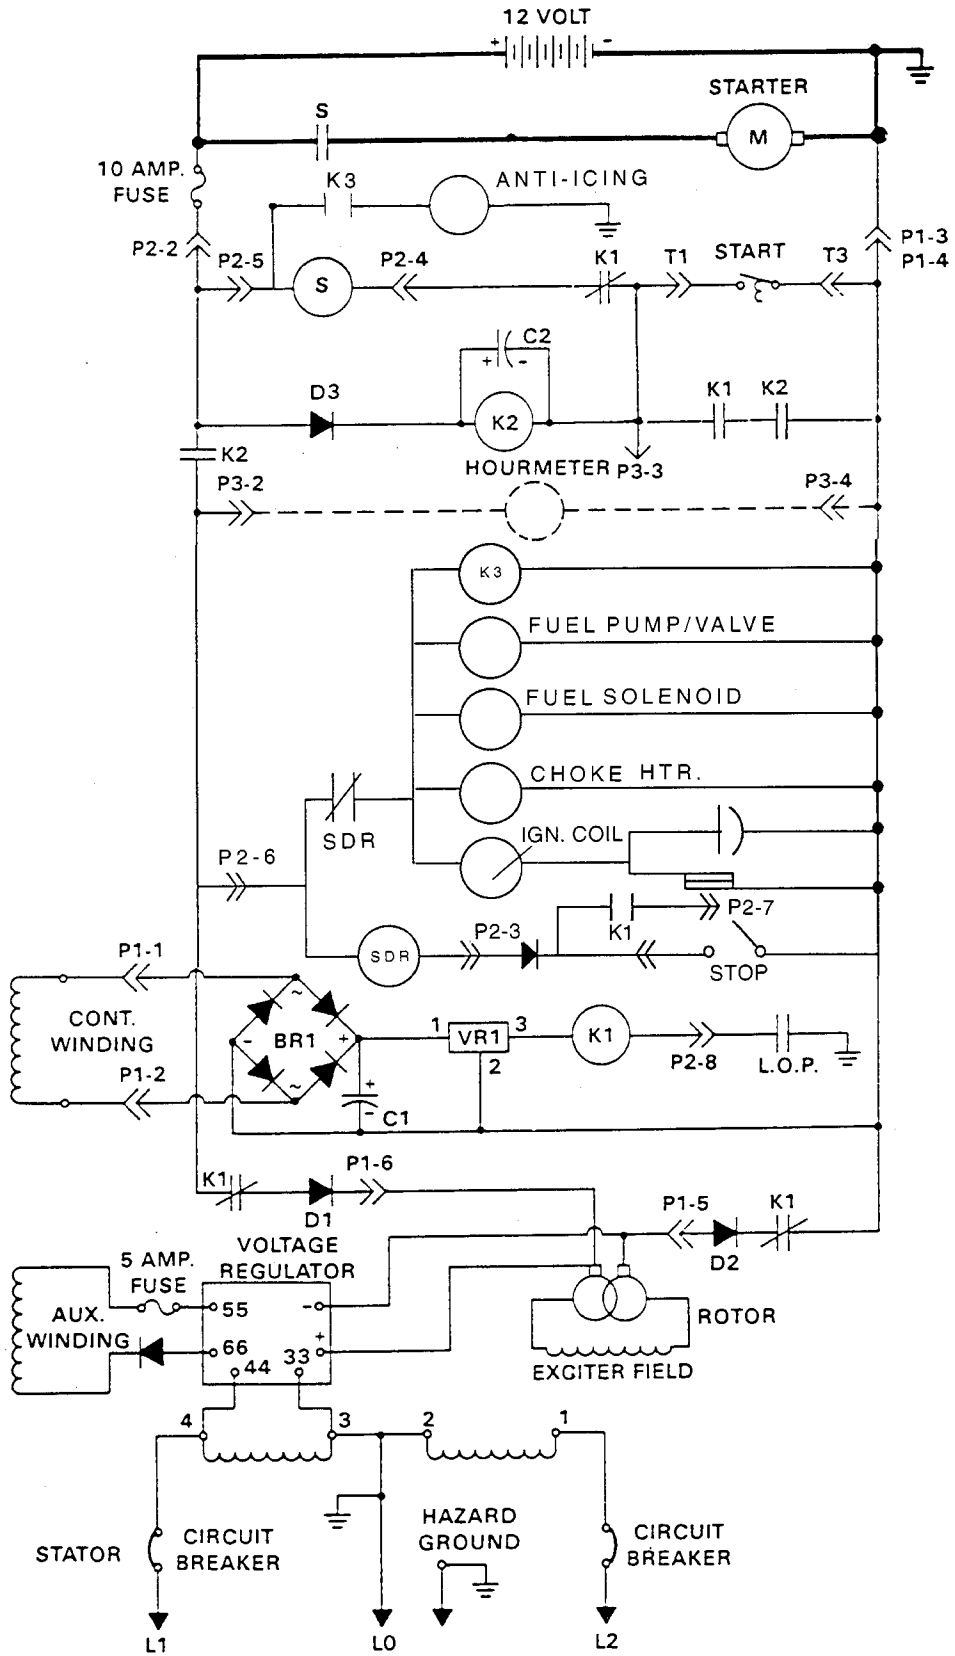 12 VOLT
+ -
STARTER
S
M
10 AMP.
FUSE
K3
ANTI-ICING
P2-2
P1-3
P1-4
P2-5
S
P2-4
K1
T1
START
T3
C2
+ -
D3
K2
K1
K2
K2
HOURMETER
P3-3
P3-2
P3-4
K3
FUEL PUMP/VALVE
FUEL SOLENOID
CHOKE HTR.
SDR
IGN. COIL
P2-6
P2-7
K1
P2-3
SDR
STOP
P1-1
CONT.
WINDING
P1-2
~
- BR1 +
~
1
VR1
3
2
K1
P2-8
L.O.P.
+
-
C1
K1
P1-6
D1
P1-5
K1
D2
VOLTAGE
REGULATOR
5 AMP.
FUSE
55
-
AUX.
WINDING
66
+
44
33
ROTOR
EXCITER FIELD
4
3
2
1
STATOR
CIRCUIT
BREAKER
HAZARD
GROUND
CIRCUIT
BREAKER
L1
L0
L2